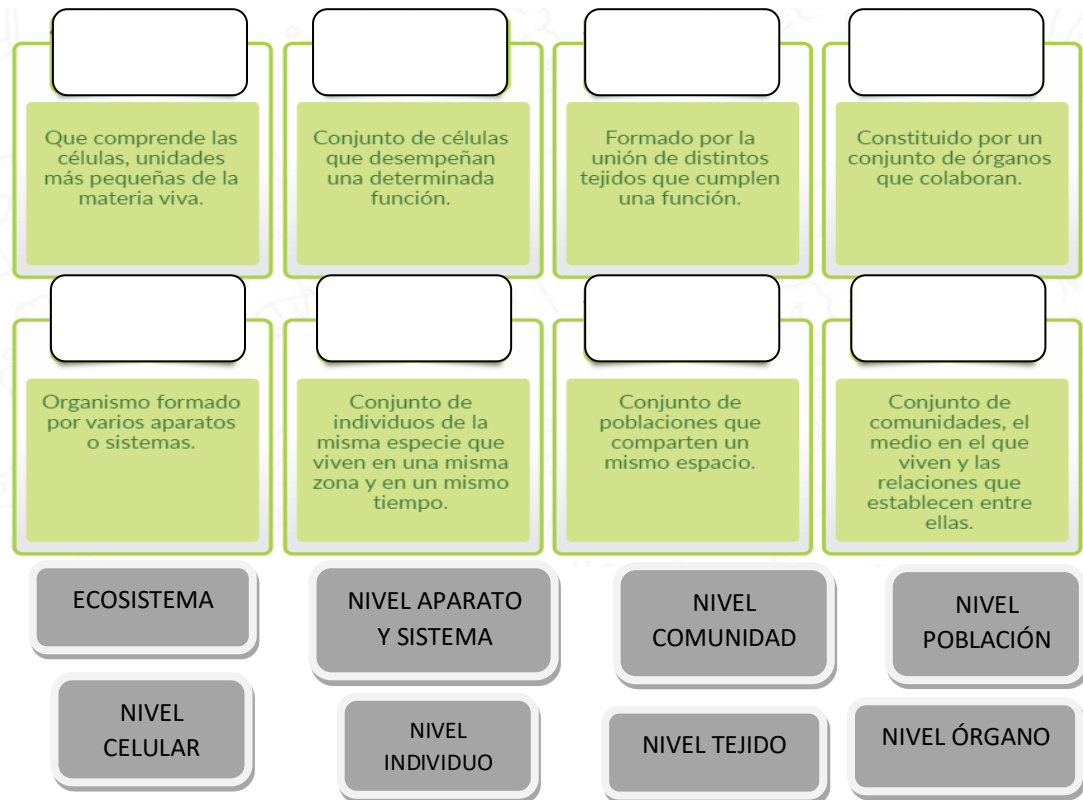 Que comprende las
células, unidades
más pequeñas de la
materia viva.
Conjunto de células
que desempeñan
una determinada
función.
Formado por la
unión de distintos
tejidos que cumplen
una función.
Constituido por un
conjunto de órganos
que colaboran.
Organismo formado
por varios aparatos
o sistemas.
Conjunto de
individuos de la
misma especie que
viven en una misma
zona y en un mismo
tiempo.
Conjunto de
poblaciones que
comparten un
mismo espacio.
Conjunto de
comunidades, el
medio en el que
viven y las
relaciones que
establecen entre
ellas.
ECOSISTEMA
NIVEL APARATO
Y SISTEMA
NIVEL
COMUNIDAD
NIVEL
POBLACIÓN
NIVEL
CELULAR
NIVEL
INDIVIDUO
NIVEL TEJIDO
NIVEL ÓRGANO